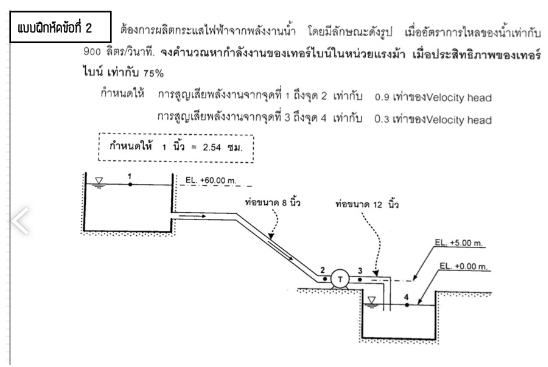 แบบฝึกหัดข้อที่ 2
ต้องการผลิตกระแสไฟฟ้าจากพลังงานน้ำ โดยมีลักษณะดังรูป เมื่ออัตราการไหลของน้ำเท่ากับ
900 ลิตร/วินาที. จงคำนวณหากำลังงานของเทอร์ไบน์ในหน่วยแรงม้า เมื่อประสิทธิภาพของเทอร์
ไบน์ เท่ากับ 75%
กำหนดให้ การสูญเสียพลังงานจากจุดที่ 1 ถึงจุด 2 เท่ากับ 0.9 เท่าของVelocity head
การสูญเสียพลังงานจากจุดที่ 3 ถึงจุด 4 เท่ากับ 0.3 เท่าของVelocity head
กำหนดให้ 1 นิ้ว = 2.54 ซม.
1
EL. +60.00 m.
ท่อขนาด 8 นิ้ว
ท่อขนาด 12 นิ้ว
EL. +5.00 m.
EL. +0.00 m.
2
T
3
4